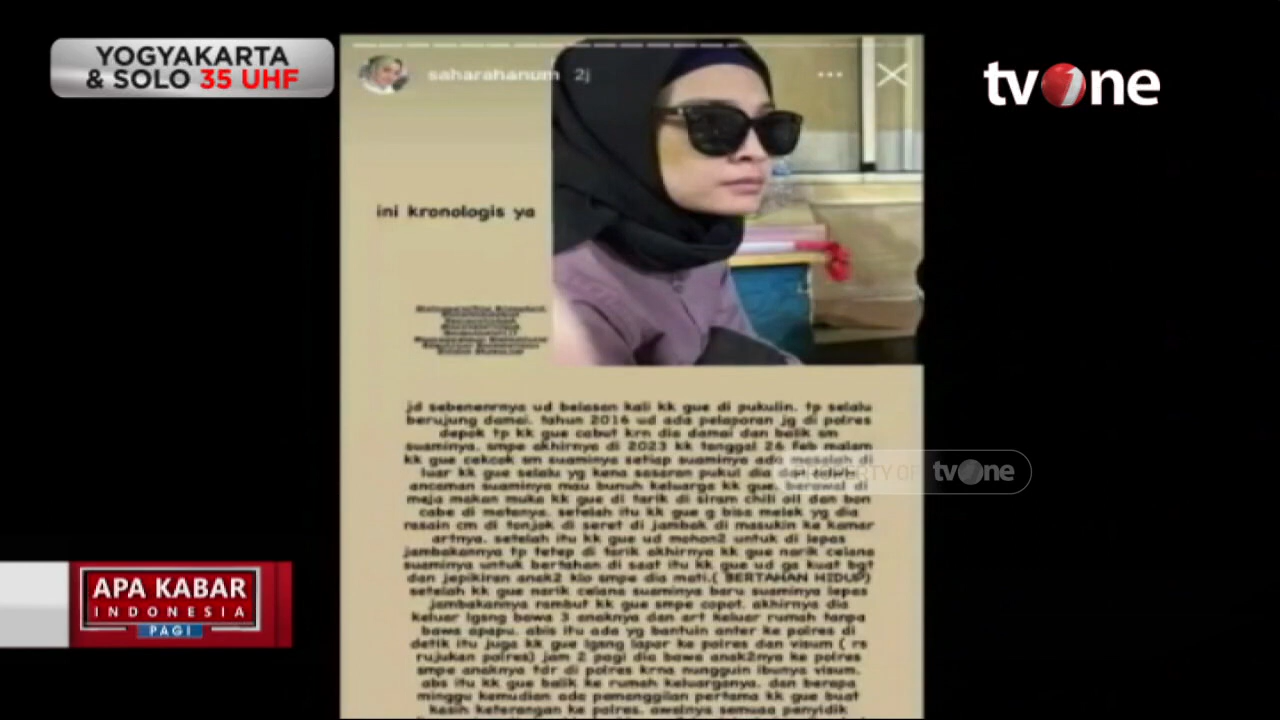 YOGYAKARTA
& SOLO 35 UHF
saharahanum 2j
tvOne
ini kronologis ya
jd sebenenrnya ud belasan kali kk gue di pukulin. tp selalu
berujung damai. tahun 2016 ud ada pelaporan jg di polres
depok tp kk gue cabut krn dia damai dan balik sm
suaminya. smpe akhirnya di 2023 kk tanggal 26 feb malam
kk gue cekcok sm suaminya setiap suaminya ada masalah di
luar kk gue selalu yg kena sasaran pukul dia dan
ancaman suaminya mau bunuh keluarga kk gue. berawal di
PROPERTY OF tvOne
meja makan muka kk gue di tarik di siram chili oil dan bon
cabe di matanya. setelah itu kk gue g bisa melek yg dia
rasain cm di tonjok di seret di jambak di masukin ke kamar
artnya. setelah itu kk gue ud mohon2 untuk di lepas
jambakannya tp tetep di tarik akhirnya kk gue narik celana
suaminya untuk bertahan di saat itu kk gue ud ga kuat bgt
dan jepikiran anak2 klo smpe dia mati.( BERTAHAN HIDUP)
setelah kk gue narik celana suaminya baru suaminya lepas
jambakannya rambut kk gue smpe copot. akhirnya dia
keluar lgsng bawa 3 anaknya dan art keluar rumah tanpa
bawa apapu. abis itu ada yg bantuin anter ke polres di
detik itu juga kk gue lgsng lapor ke polres dan visum ( rs
rujukan polres) jam 2 pagi dia bawa anak2nya ke polres
smpe anaknya tdr di polres krna nungguin ibunya visum.
abs itu kk gue balik ke rumah keluarganya. dan berapa
minggu kemudian ada pemanggilan pertama kk gue buat
kasih keterangan ke polres. awalnya semuaa penyidik
APA KABAR
INDONESIA
PAGI